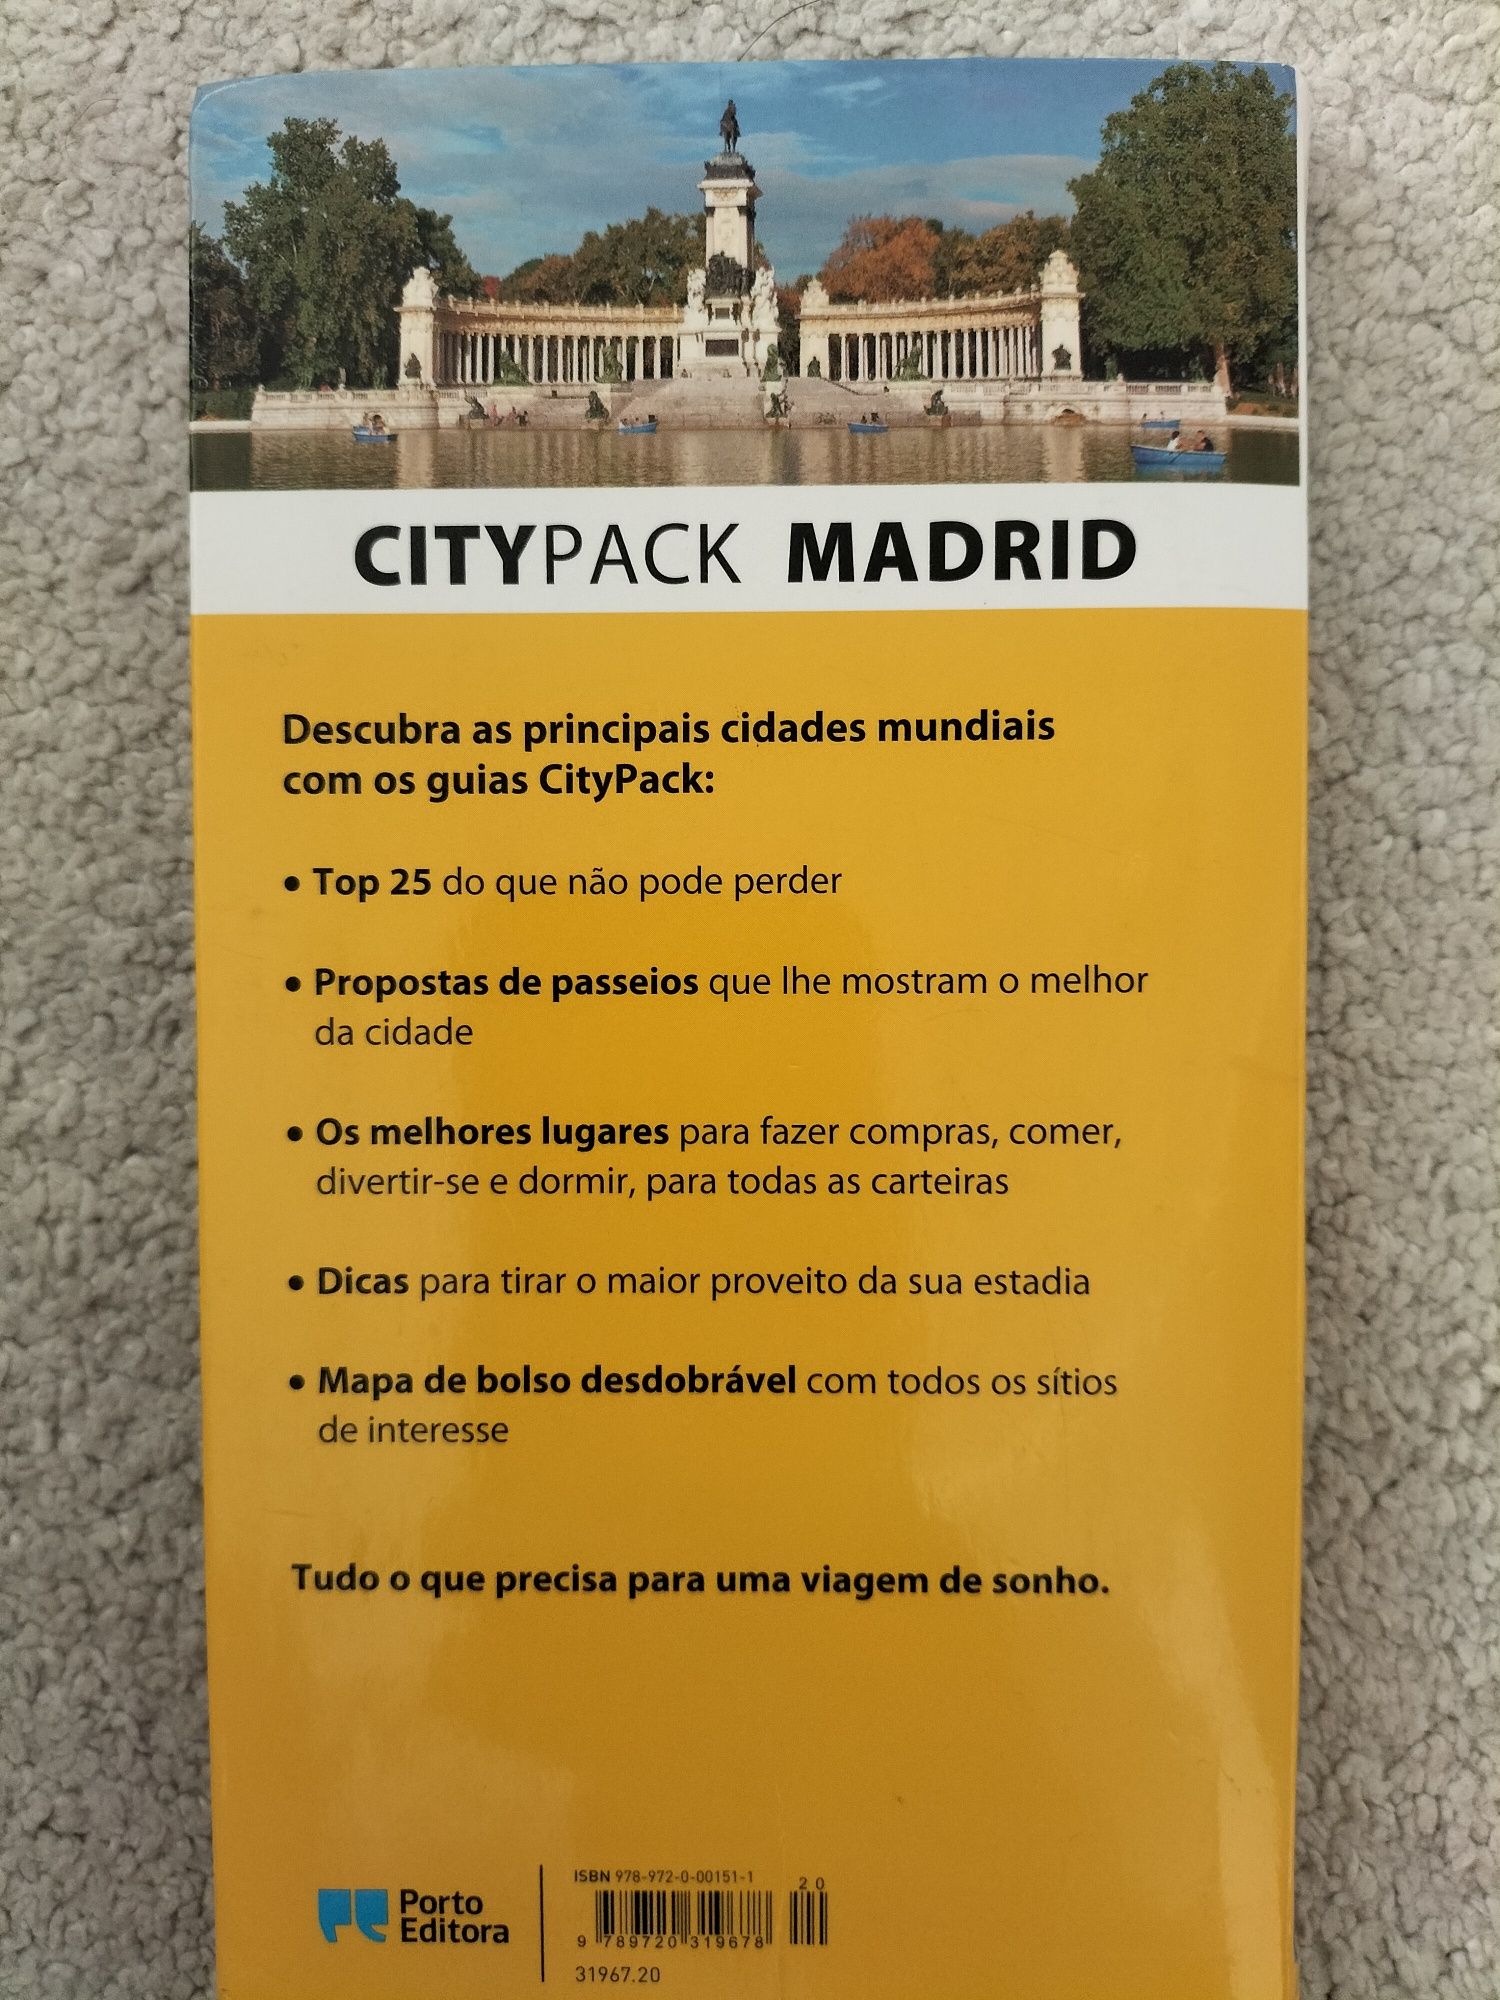 CITYPACK MADRID
Descubra as principais cidades mundiais
com os guias CityPack:
• Top 25 do que não pode perder
• Propostas de passeios que lhe mostram o melhor
da cidade
• Os melhores lugares para fazer compras, comer,
divertir-se e dormir, para todas as carteiras
• Dicas para tirar o maior proveito da sua estadia
• Mapa de bolso desdobrável com todos os sítios
de interesse
Tudo o que precisa para uma viagem de sonho.
Porto
Editora
ISBN 978-972-0-00151-1
20
9 789720 319678
31967.20